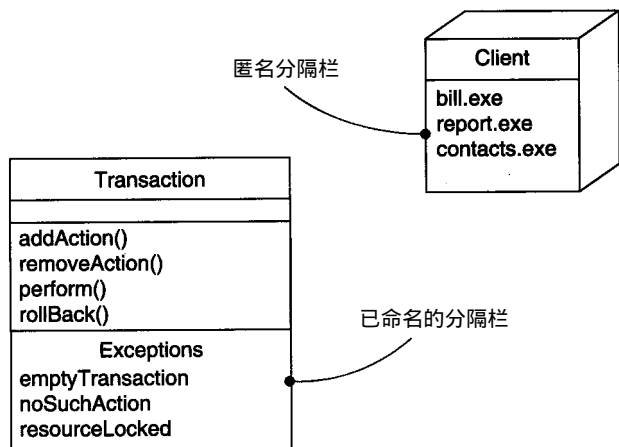 匿名分隔栏
Client
bill.exe
report.exe
contacts.exe
Transaction
addAction()
removeAction()
perform()
rollBack()
已命名的分隔栏
Exceptions
emptyTransaction
noSuchAction
resourceLocked